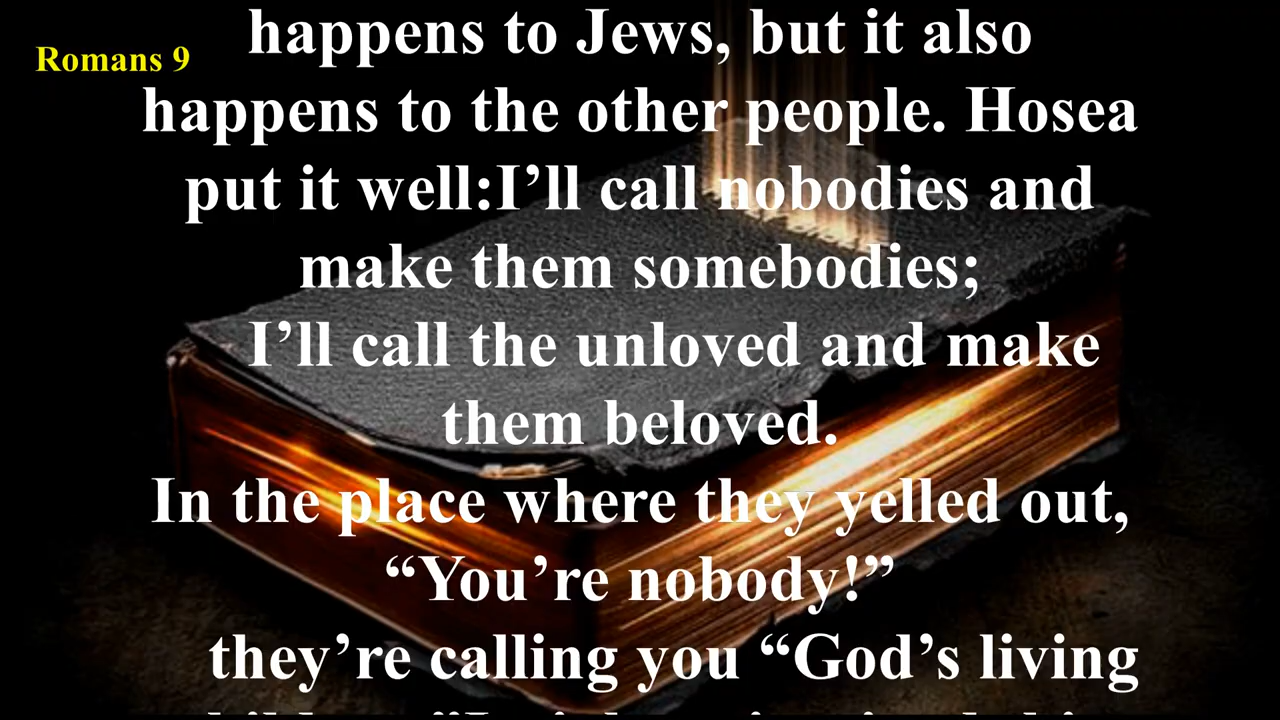 Romans 9
happens to Jews, but it also
happens to the other people. Hosea
put it well:I’ll call nobodies and
make them somebodies;
I’ll call the unloved and make
them beloved.
In the place where they yelled out,
“You’re nobody!”
they’re calling you “God’s living